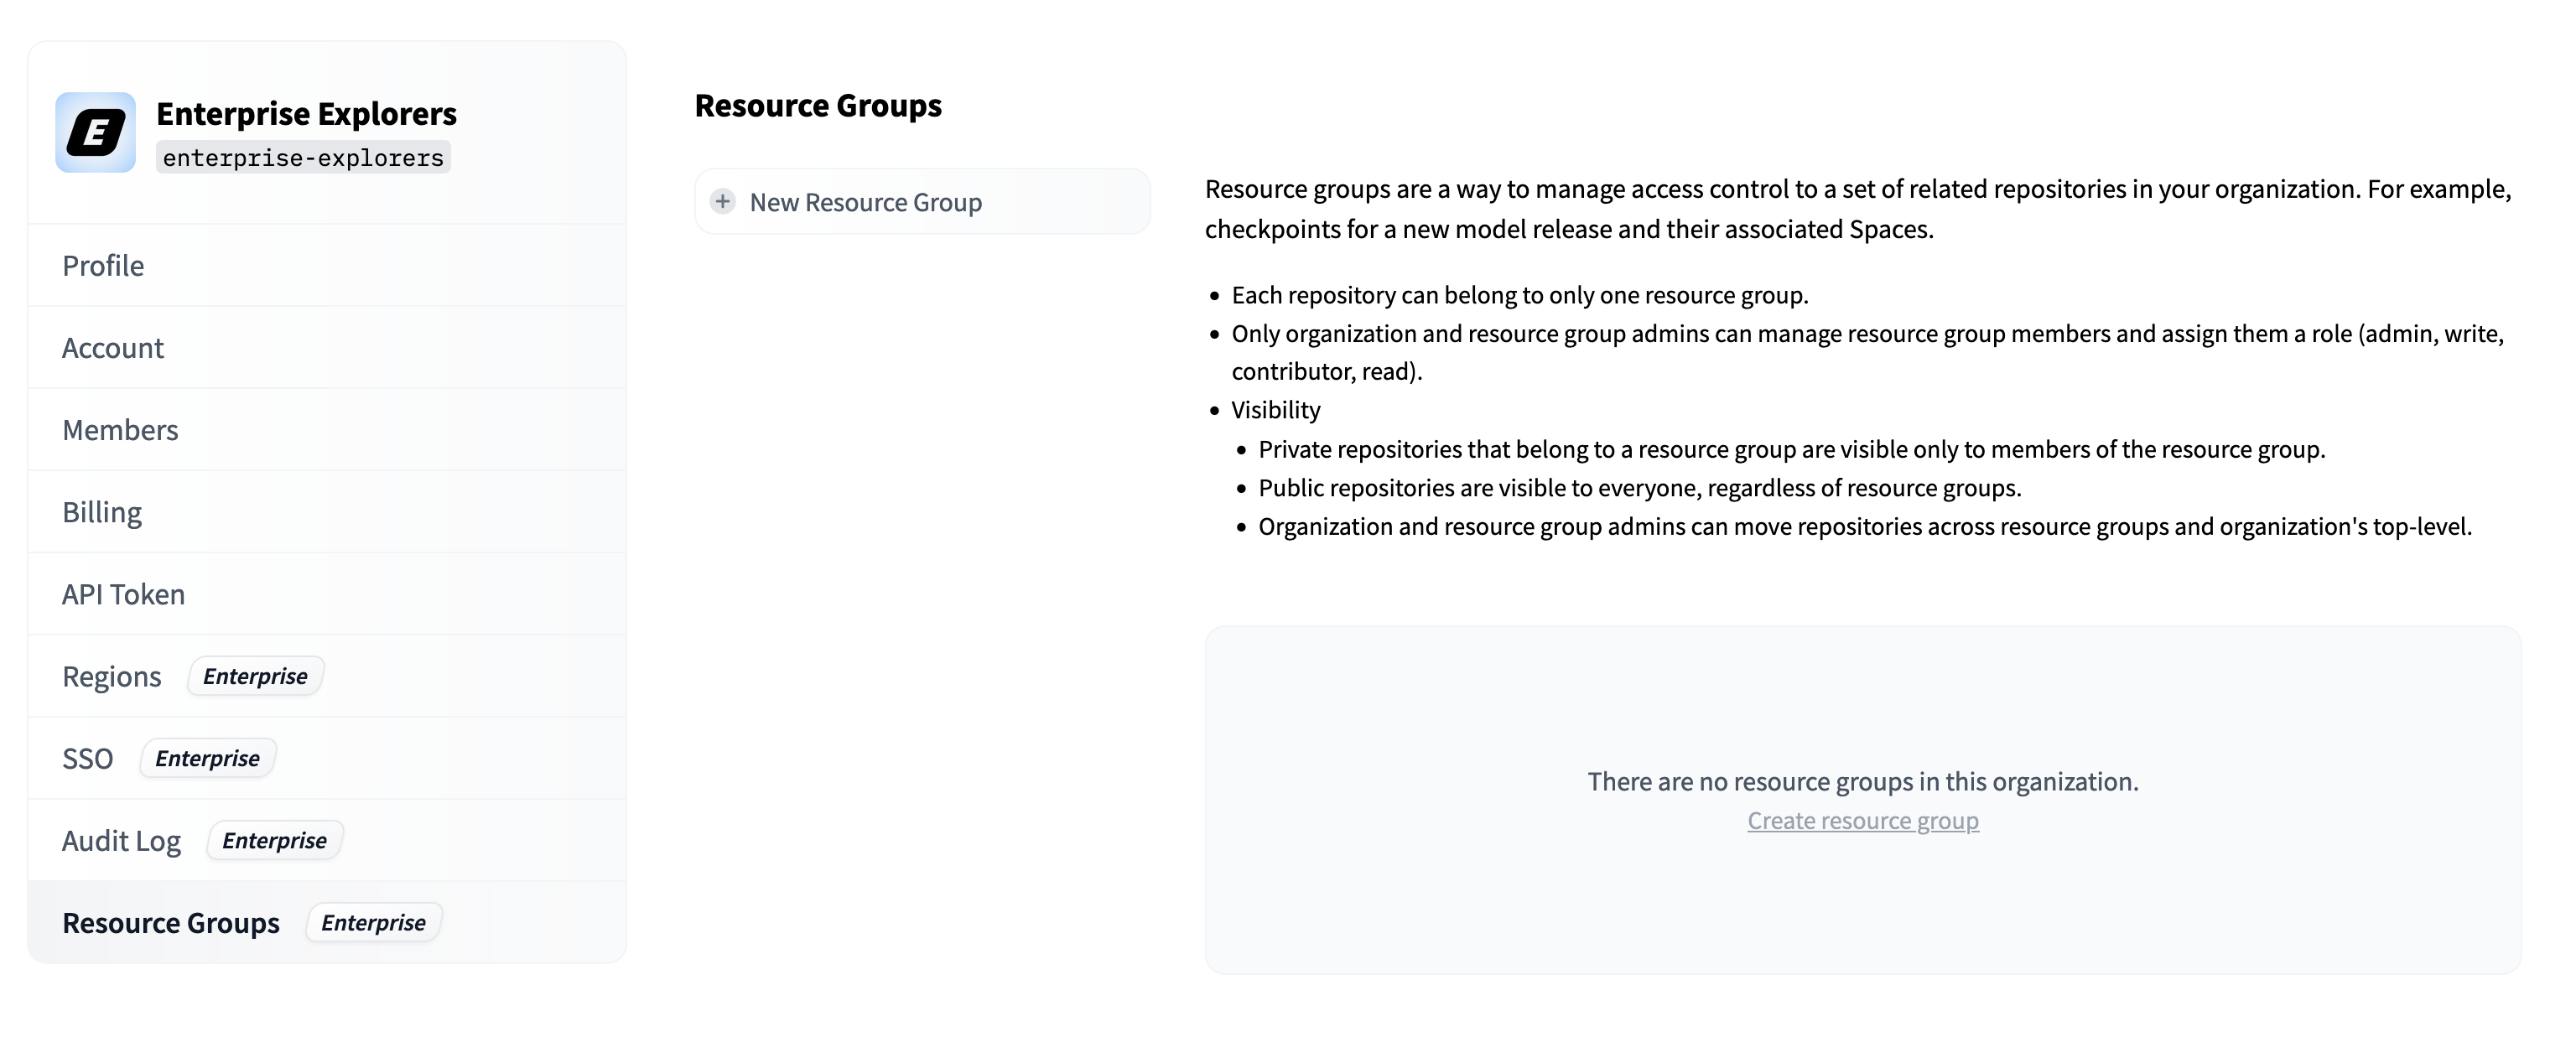 E
Enterprise Explorers
enterprise-explorers
Profile
Account
Members
Billing
API Token
Regions Enterprise
SSO Enterprise
Audit Log Enterprise
Resource Groups Enterprise
Resource Groups
+ New Resource Group
Resource groups are a way to manage access control to a set of related repositories in your organization. For example,
checkpoints for a new model release and their associated Spaces.
• Each repository can belong to only one resource group.
• Only organization and resource group admins can manage resource group members and assign them a role (admin, write,
contributor, read).
• Visibility
• Private repositories that belong to a resource group are visible only to members of the resource group.
• Public repositories are visible to everyone, regardless of resource groups.
• Organization and resource group admins can move repositories across resource groups and organization's top-level.
There are no resource groups in this organization.
Create resource group